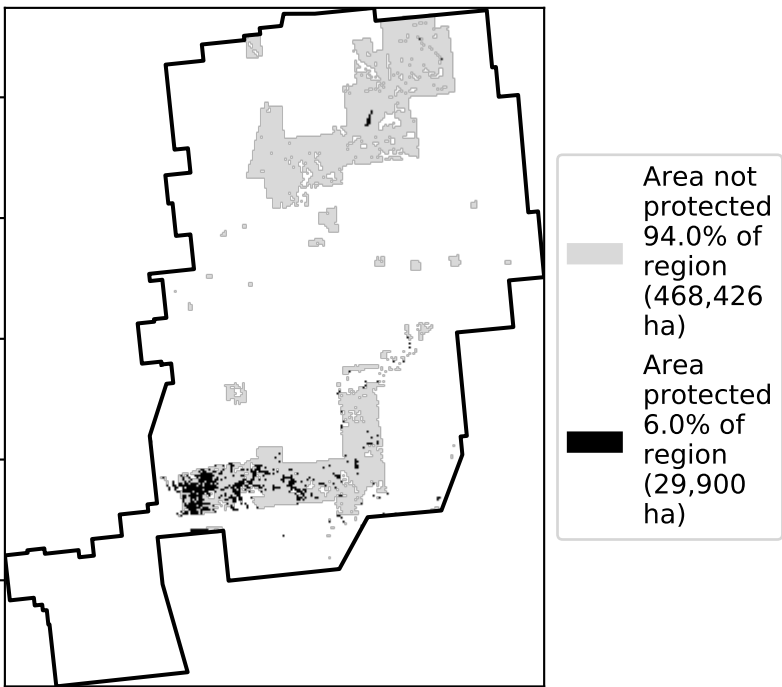 Area not
protected
94.0% of
region
(468,426
ha)
Area
protected
6.0% of
region
(29,900
ha)